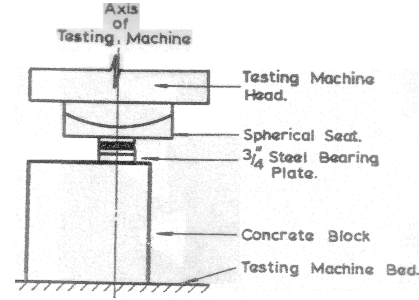 Axis
of
Testing Machine
Testing Machine
Head.
Spherical Seat.
3/4" Steel Bearing
Plate.
Concrete Block
Testing Machine Bed.